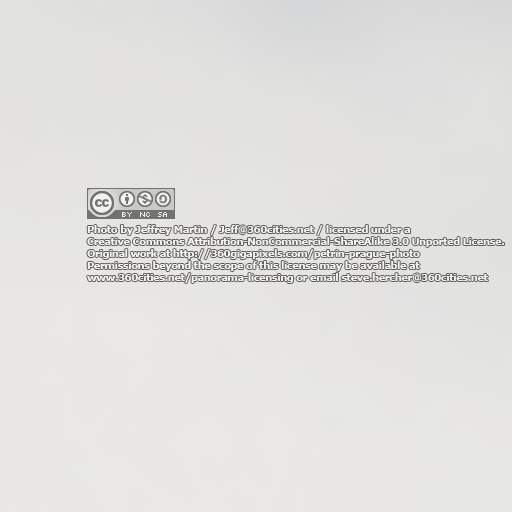 cc
BY NC SA
Photo by Jeffrey Martin / Jeff@360cities.net / licensed under a
Creative Commons Attribution-NonCommercial-ShareAlike 3.0 Unported License.
Original work at http://360gigapixels.com/petrin-prague-photo
Permissions beyond the scope of this license may be available at
www.360cities.net/panorama-licensing or email steve.hercher@360cities.net